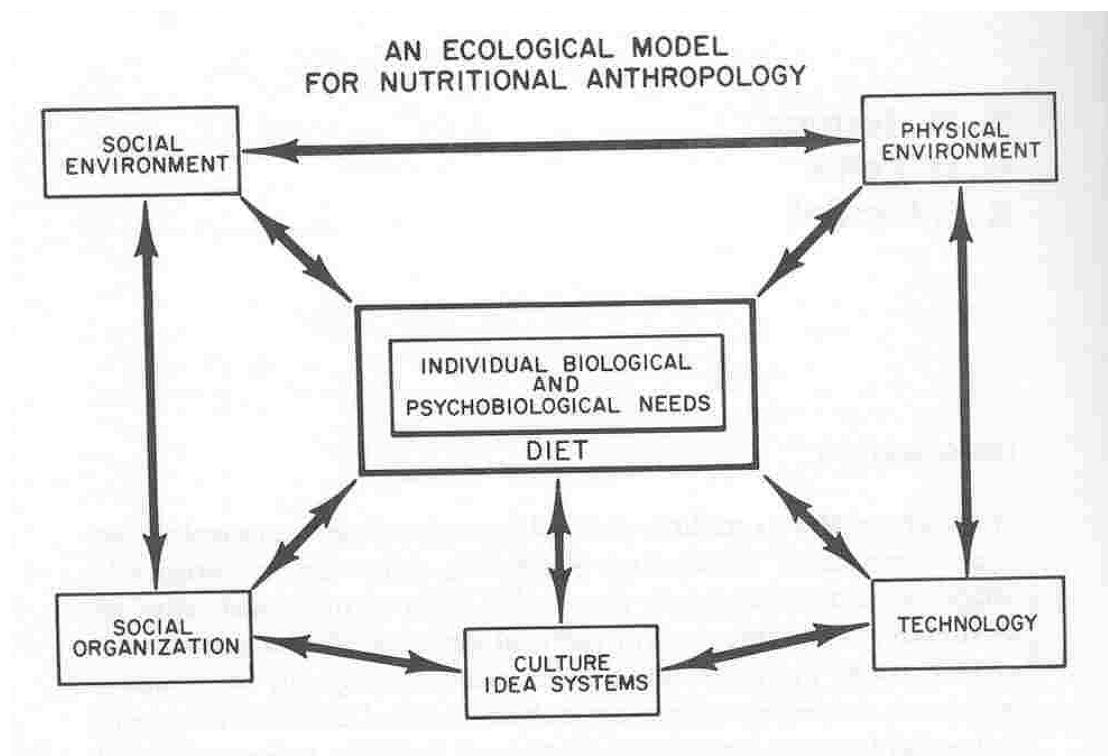 AN ECOLOGICAL MODEL
FOR NUTRITIONAL ANTHROPOLOGY
SOCIAL
ENVIRONMENT
PHYSICAL
ENVIRONMENT
INDIVIDUAL BIOLOGICAL
AND
PSYCHOBIOLOGICAL NEEDS
DIET
SOCIAL
ORGANIZATION
CULTURE
IDEA SYSTEMS
TECHNOLOGY